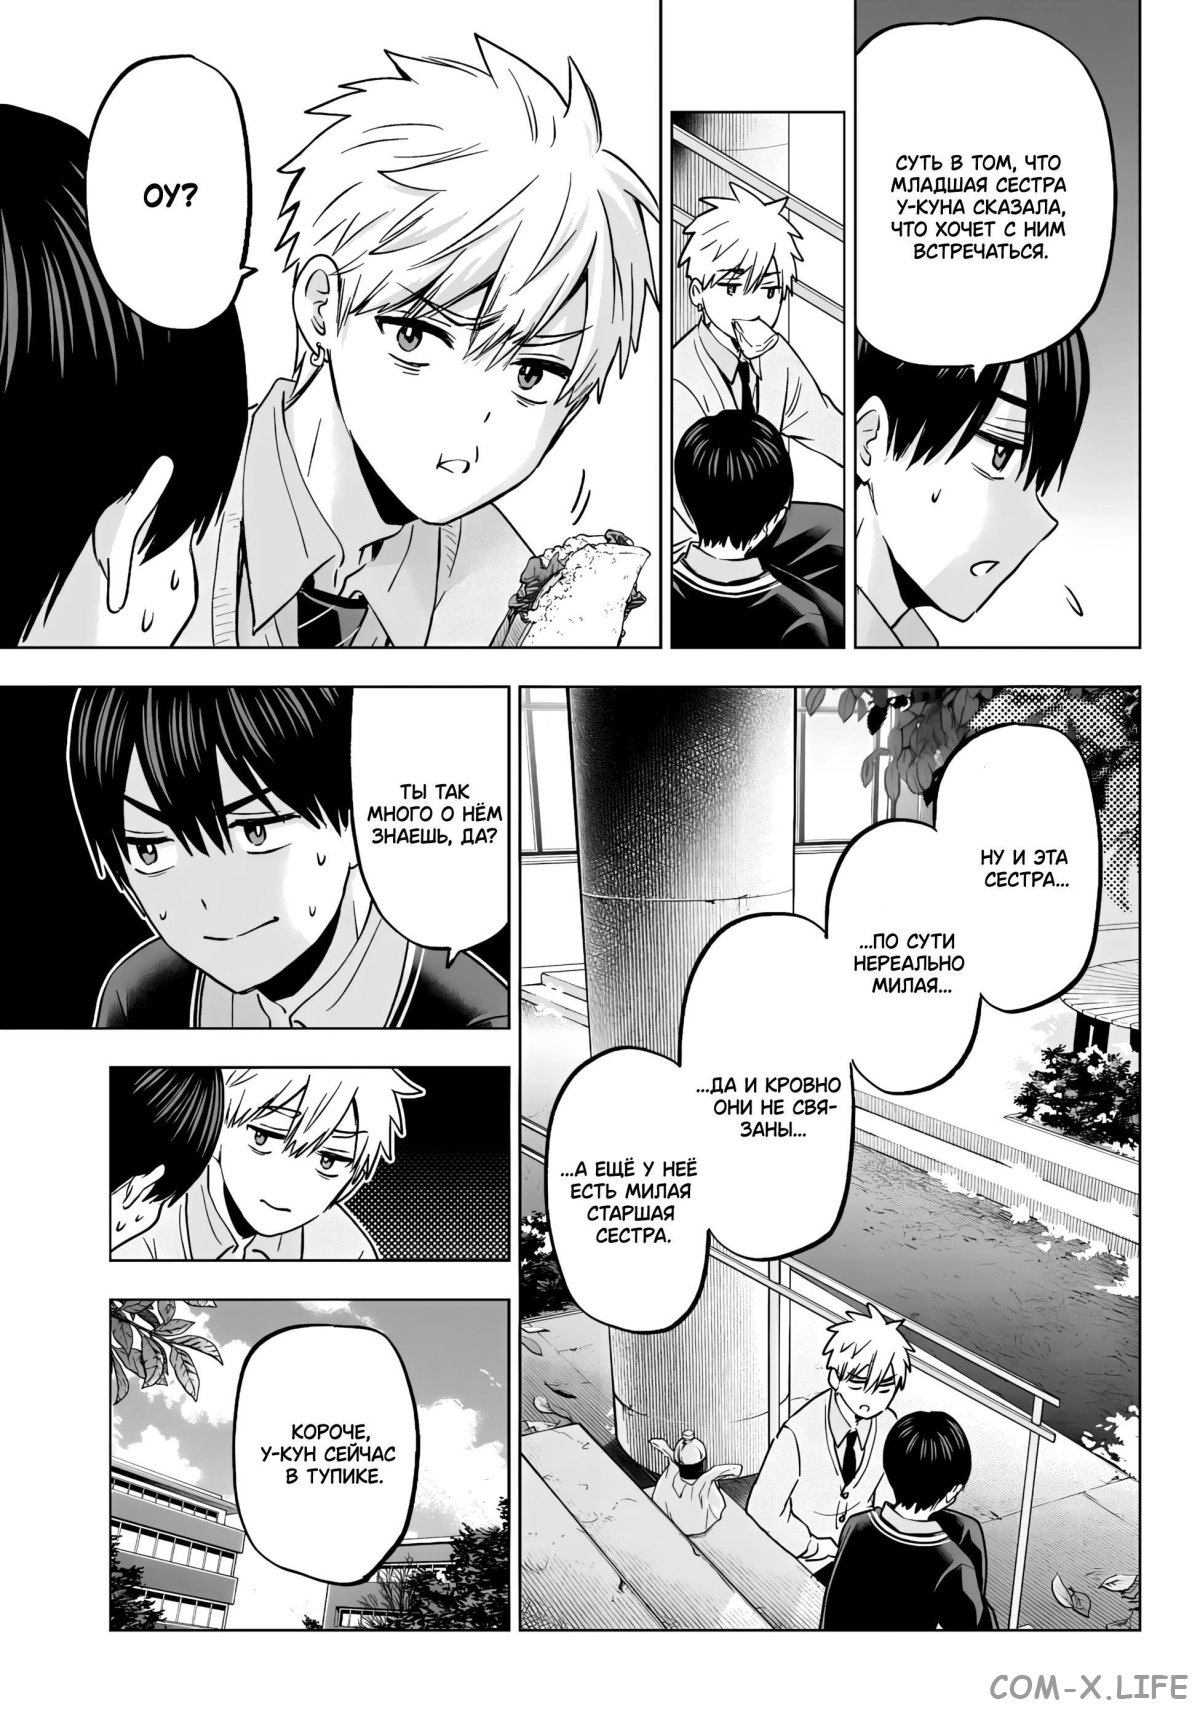 СУТЬ В ТОМ, ЧТО
МЛАДШАЯ СЕСТРА
У-КУНА СКАЗАЛА,
ЧТО ХОЧЕТ С НИМ
ВСТРЕЧАТЬСЯ.
ОУ?
НУ И ЭТА
СЕСТРА...
...ПО СУТИ
НЕРЕАЛЬНО
МИЛАЯ...
...ДА И КРОВНО
ОНИ НЕ СВЯ-
ЗАНЫ...
...А ЕЩЁ У НЕЁ
ЕСТЬ МИЛАЯ
СТАРШАЯ
СЕСТРА.
ТЫ ТАК
МНОГО О НЁМ
ЗНАЕШЬ, ДА?
КОРОЧЕ,
У-КУН СЕЙЧАС
В ТУПИКЕ.
COM-X.LIFE